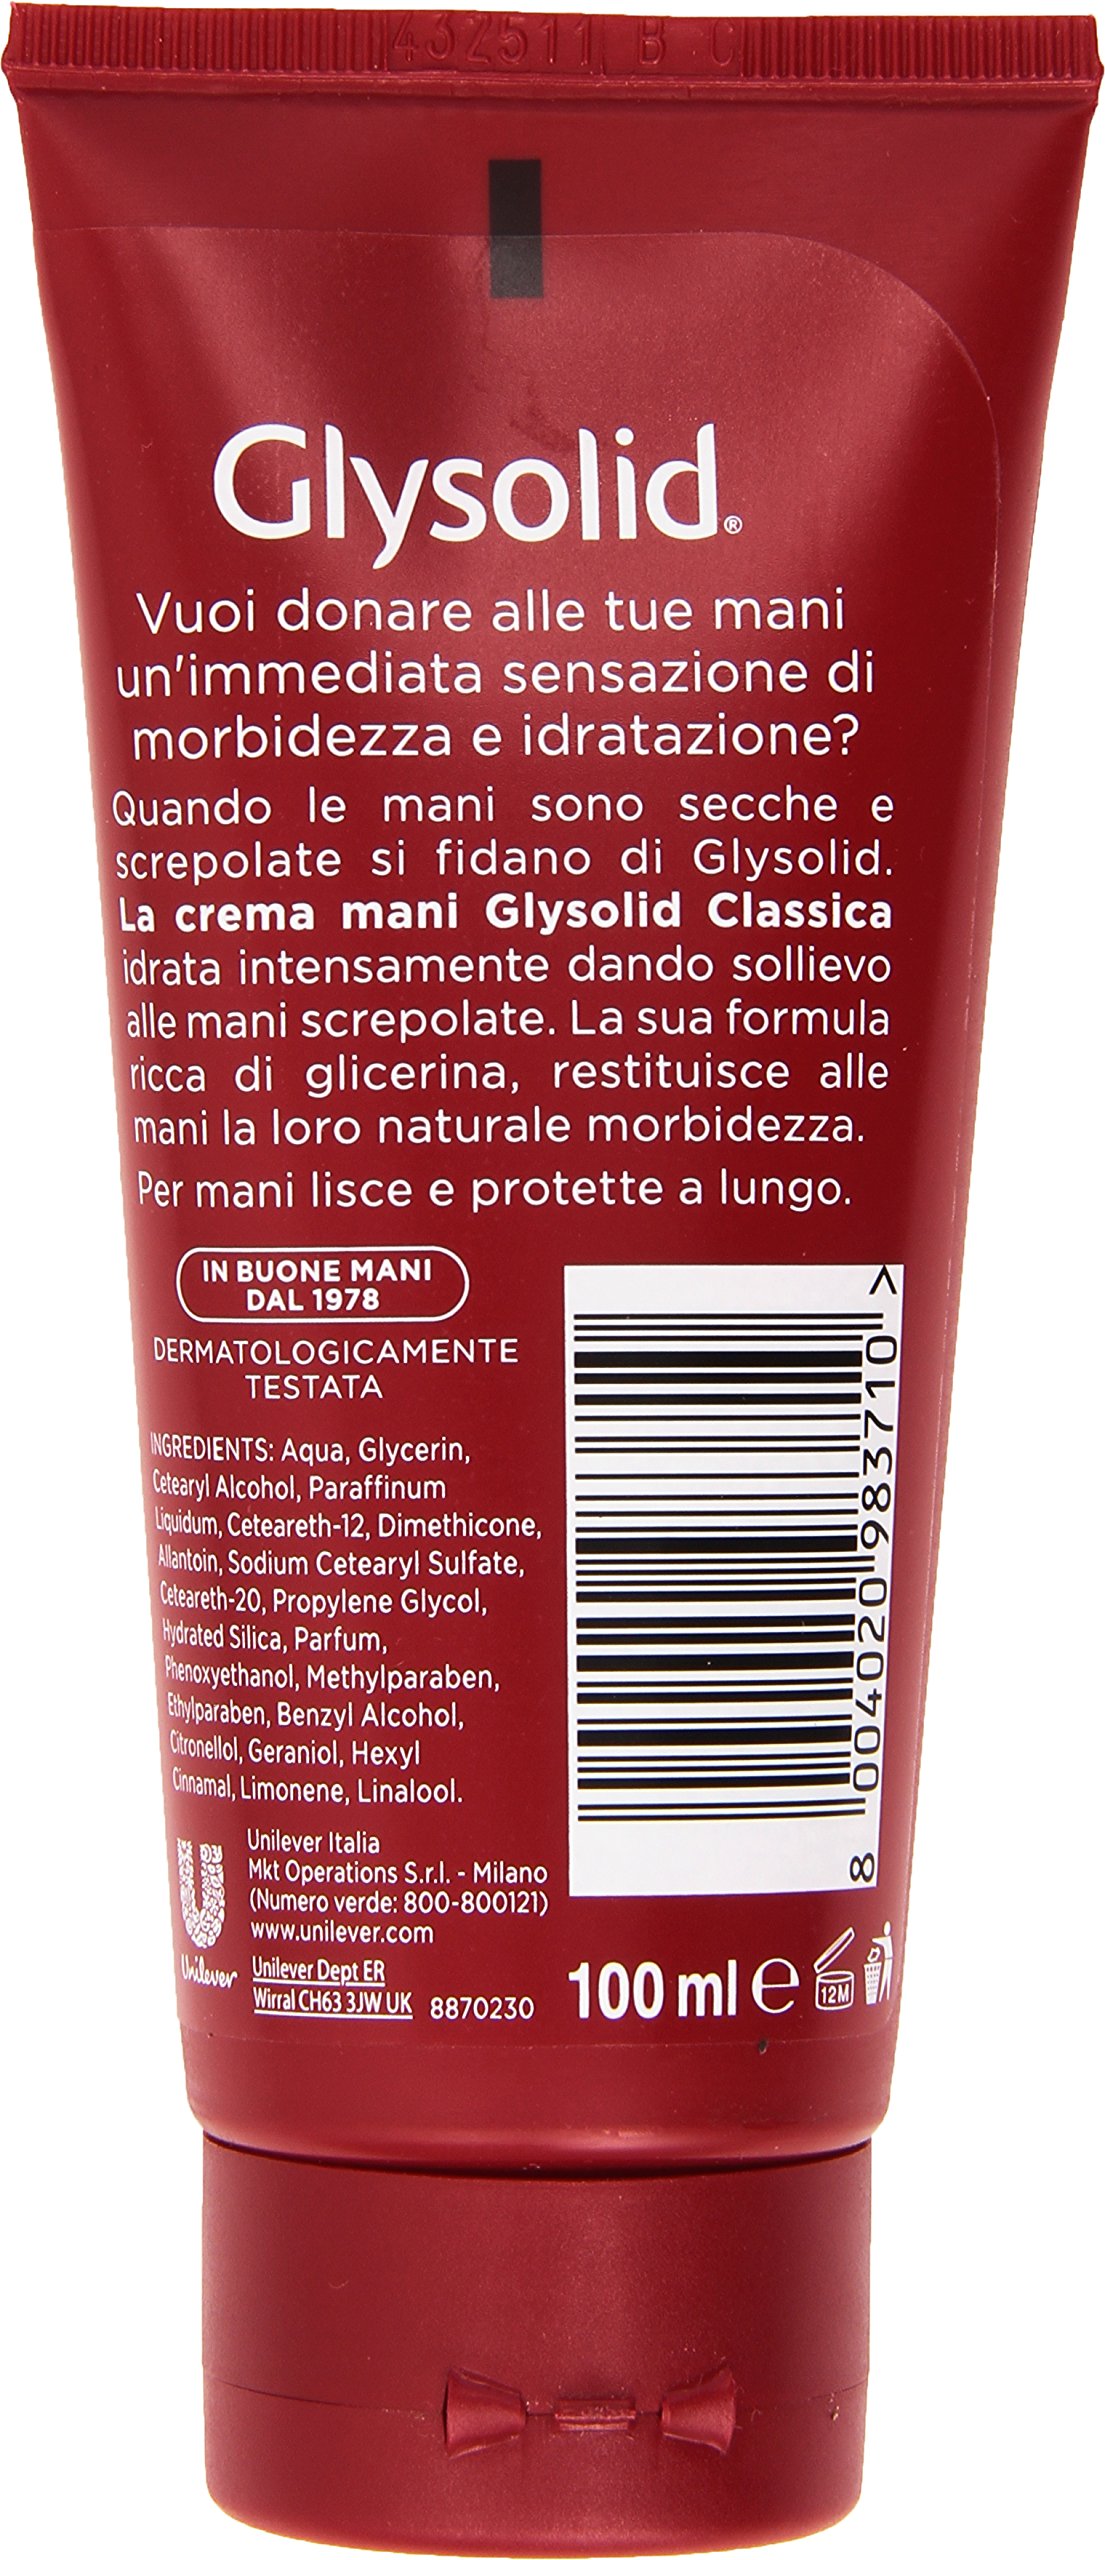 432511 B C
Glysolid®
Vuoi donare alle tue mani
un'immediata sensazione di
morbidezza e idratazione?
Quando le mani sono secche e
screpolate si fidano di Glysolid.
La crema mani Glysolid Classica
idrata intensamente dando sollievo
alle mani screpolate. La sua formula
ricca di glicerina, restituisce alle
mani la loro naturale morbidezza.
Per mani lisce e protette a lungo.
IN BUONE MANI
DAL 1978
DERMATOLOGICAMENTE
TESTATA
INGREDIENTS: Aqua, Glycerin,
Cetearyl Alcohol, Paraffinum
Liquidum, Ceteareth-12, Dimethicone,
Allantoin, Sodium Cetearyl Sulfate,
Ceteareth-20, Propylene Glycol,
Hydrated Silica, Parfum,
Phenoxyethanol, Methylparaben,
Ethylparaben, Benzyl Alcohol,
Citronellol, Geraniol, Hexyl
Cinnamal, Limonene, Linalool.
8 004020 983710 >
Unilever
Unilever Italia
Mkt Operations S.r.l. - Milano
(Numero verde: 800-800121)
www.unilever.com
Unilever Dept ER
Wirral CH63 3JW UK 8870230
100 ml e 12M